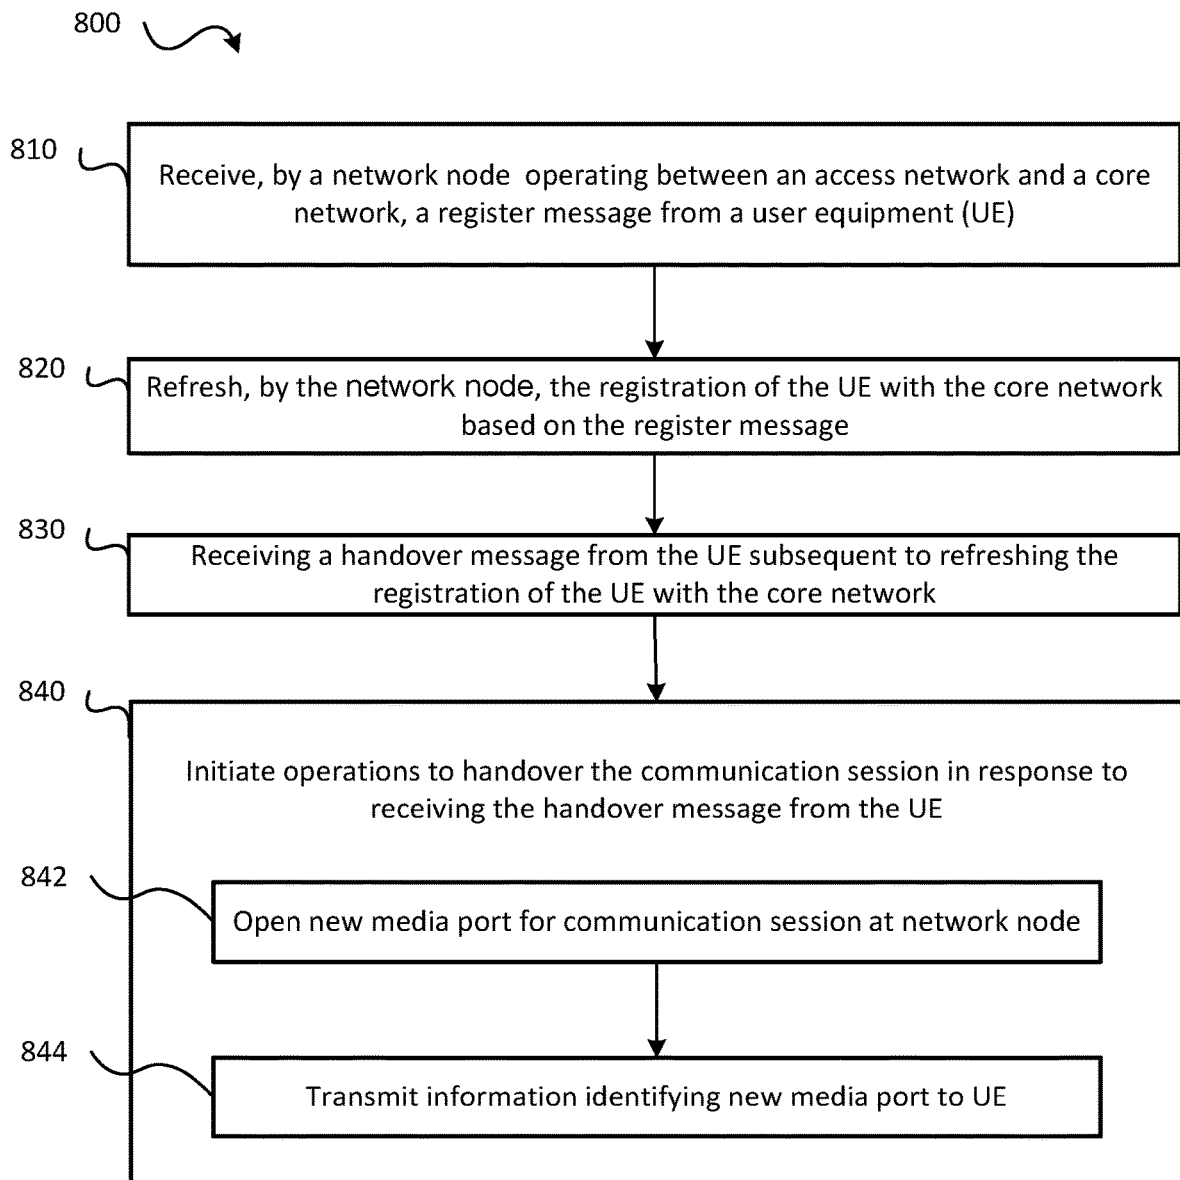 800
810
Receive, by a network node operating between an access network and a core
network, a register message from a user equipment (UE)
820
Refresh, by the network node, the registration of the UE with the core network
based on the register message
830
Receiving a handover message from the UE subsequent to refreshing the
registration of the UE with the core network
840
Initiate operations to handover the communication session in response to
receiving the handover message from the UE
842
Open new media port for communication session at network node
844
Transmit information identifying new media port to UE